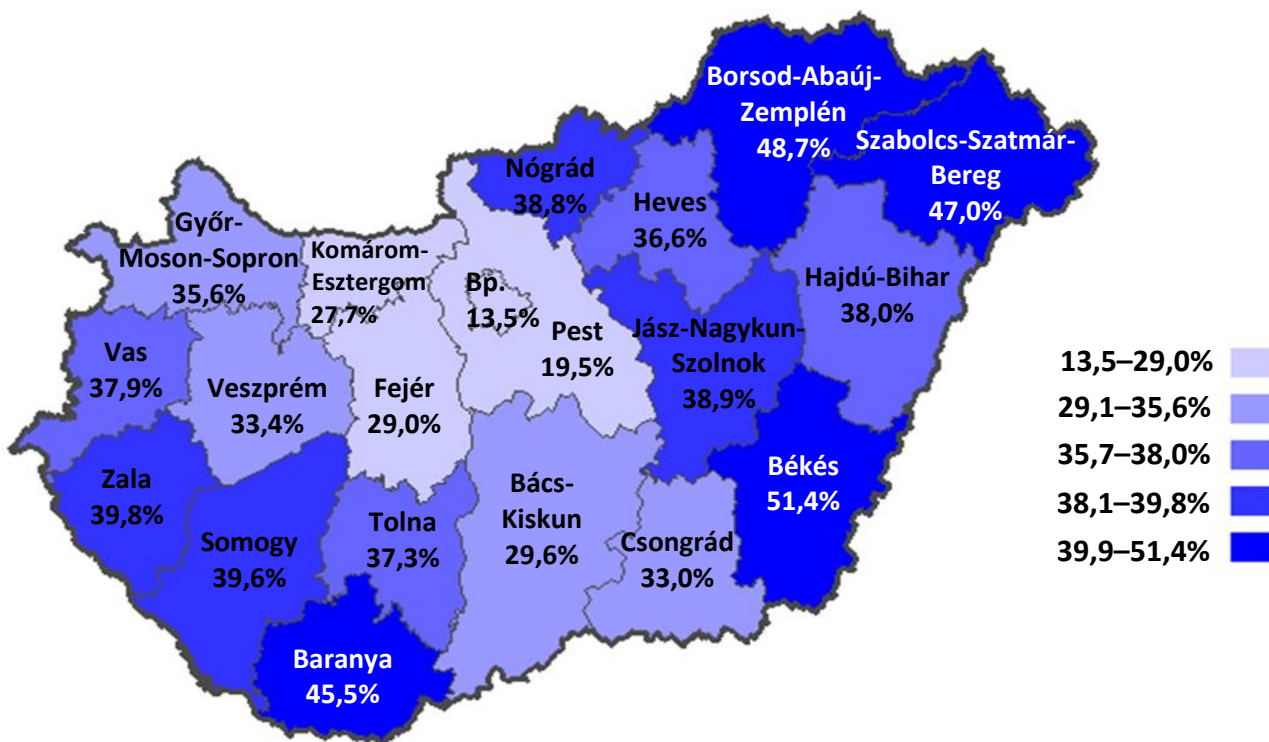 Borsod-Abaúj-
Zemplén
48,7%
Szabolcs-Szatmár-
Bereg
47,0%
Nógrád
38,8%
Heves
36,6%
Győr-
Moson-Sopron
35,6%
Komárom-
Esztergom
27,7%
Bp.
13,5%
Pest
19,5%
Hajdú-Bihar
38,0%
Jász-Nagykun-
Szolnok
38,9%
Vas
37,9%
Veszprém
33,4%
Fejér
29,0%
Zala
39,8%
Somogy
39,6%
Tolna
37,3%
Bács-
Kiskun
29,6%
Csongrád
33,0%
Békés
51,4%
Baranya
45,5%
13,5–29,0%
29,1–35,6%
35,7–38,0%
38,1–39,8%
39,9–51,4%